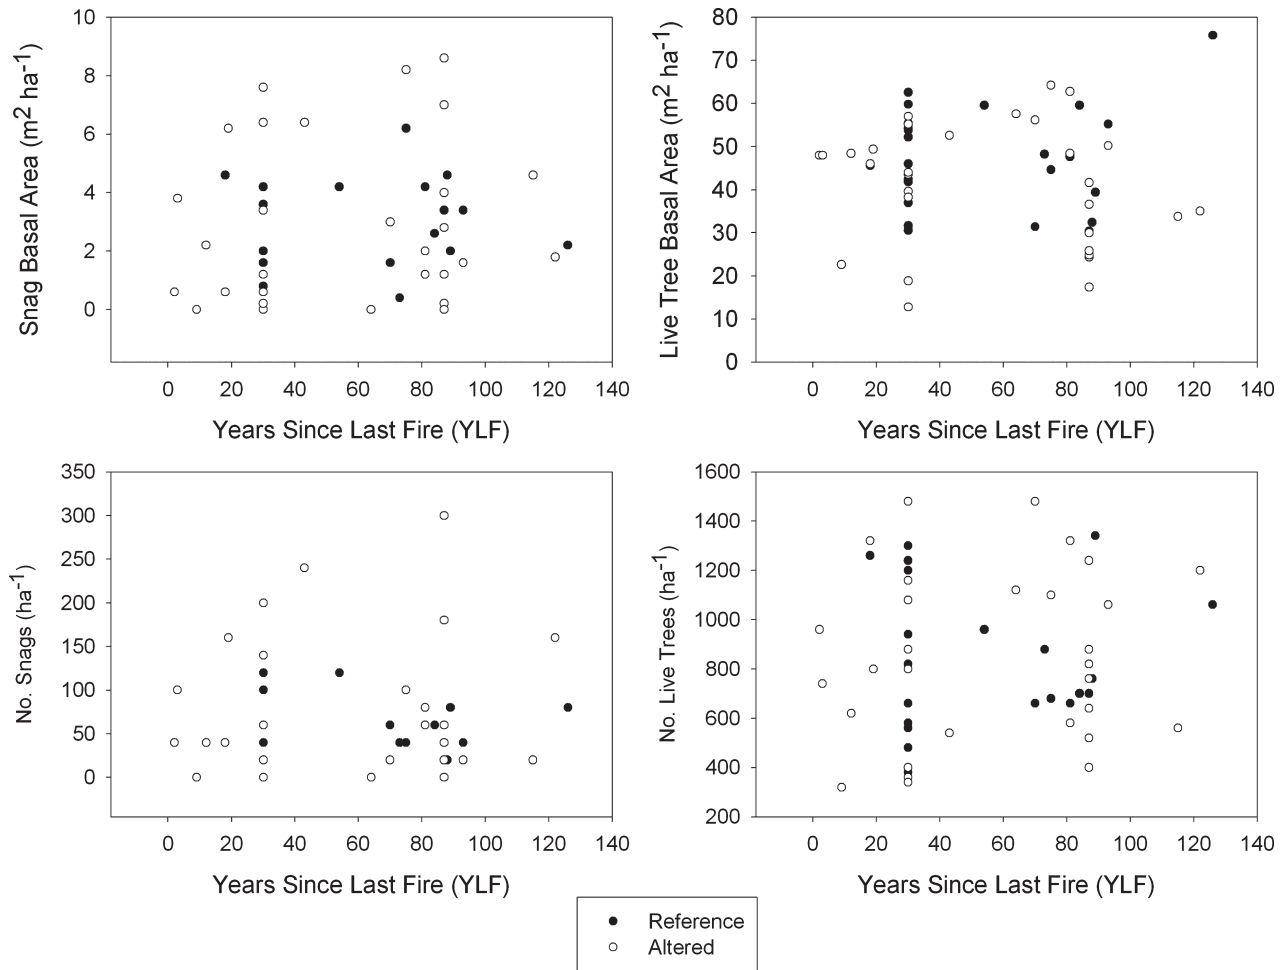 10
8
6
4
2
0
Snag Basal Area (m2 ha-1)
0 20 40 60 80 100 120 140
Years Since Last Fire (YLF)
80
70
60
50
40
30
20
10
0
Live Tree Basal Area (m2 ha-1)
0 20 40 60 80 100 120 140
Years Since Last Fire (YLF)
350
300
250
200
150
100
50
0
No. Snags (ha-1)
0 20 40 60 80 100 120 140
Years Since Last Fire (YLF)
1600
1400
1200
1000
800
600
400
200
No. Live Trees (ha-1)
0 20 40 60 80 100 120 140
Years Since Last Fire (YLF)
Reference
Altered